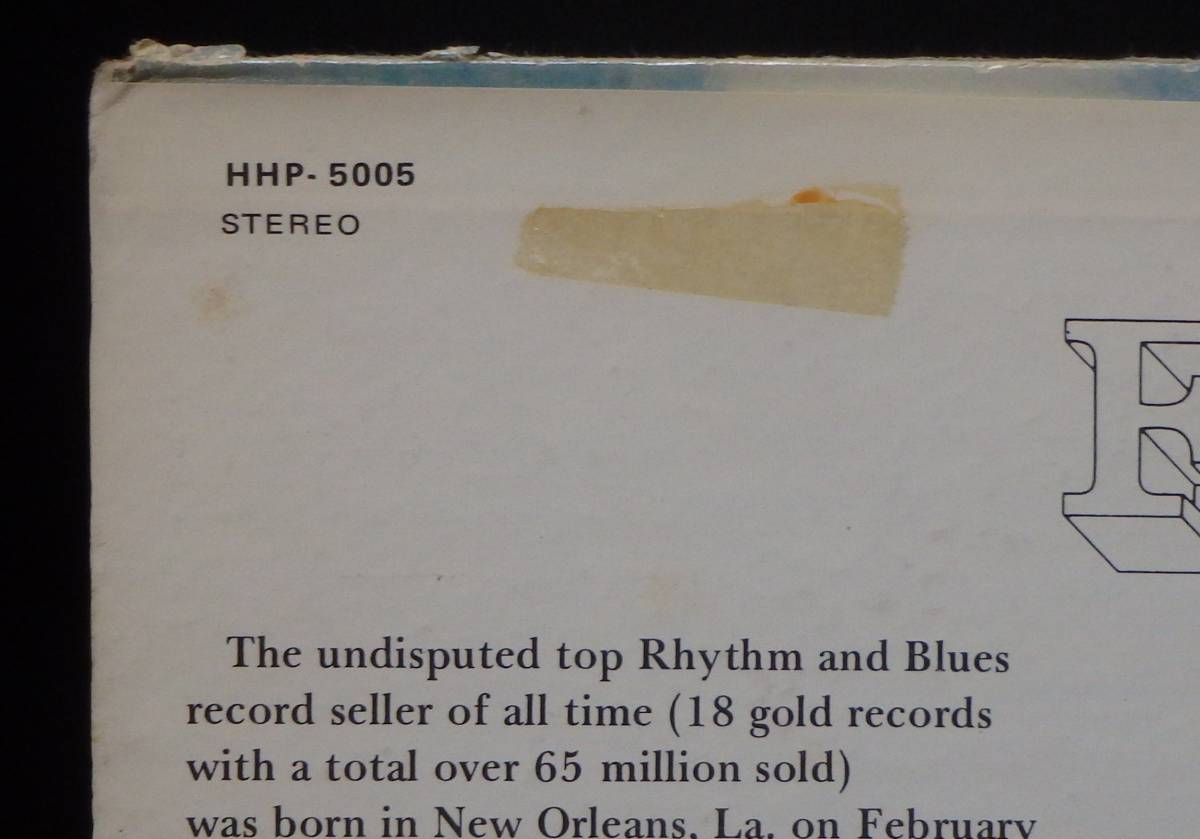 HHP- 5005
STEREO
F
The undisputed top Rhythm and Blues
record seller of all time (18 gold records
with a total over 65 million sold)
was born in New Orleans, La. on February